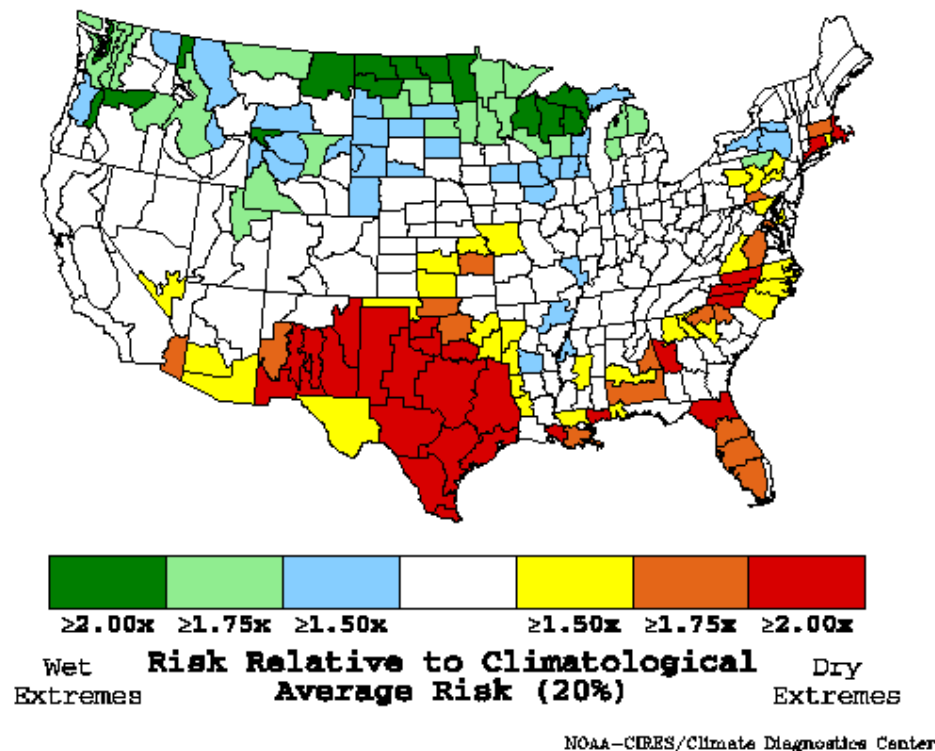 ≥2.00x ≥1.75x ≥1.50x ≥1.50x ≥1.75x ≥2.00x
Wet Extremes
Risk Relative to Climatological
Average Risk (20%)
Dry Extremes
NOAA-CIRES/Climate Diagnostics Center